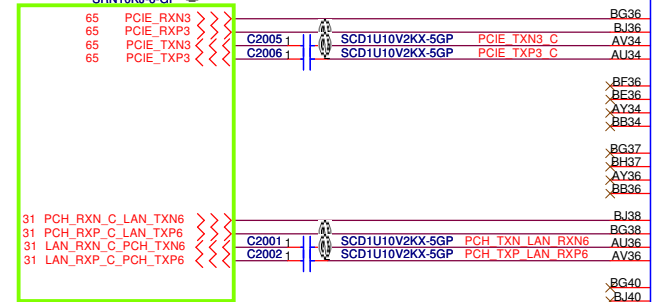 65 PCIE_RXN3 BG36
65 PCIE_RXP3 BJ36
65 PCIE_TXN3 C2005 1 SCD1U10V2KX-5GP PCIE_TXN3_C AV34
65 PCIE_TXP3 C2006 1 SCD1U10V2KX-5GP PCIE_TXP3_C AU34
BF36
BE36
AY34
BB34
BG37
BH37
AY36
BB36
31 PCH_RXN_C_LAN_TXN6 BJ38
31 PCH_RXP_C_LAN_TXP6 BG38
31 LAN_RXN_C_PCH_TXN6 C2001 1 SCD1U10V2KX-5GP PCH_TXN_LAN_RXN6 AU36
31 LAN_RXP_C_PCH_TXP6 C2002 1 SCD1U10V2KX-5GP PCH_TXP_LAN_RXP6 AV36
BG40
BJ40